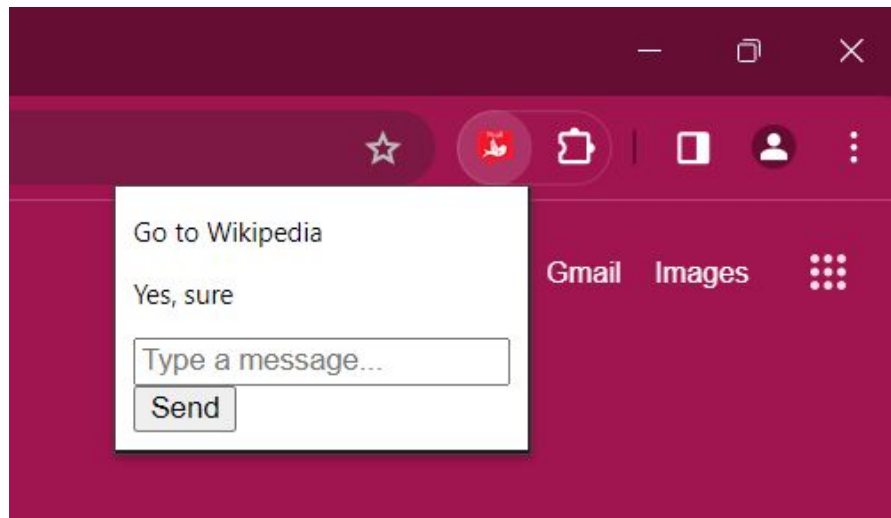 Gmail Images
Go to Wikipedia
Yes, sure
Type a message...
Send